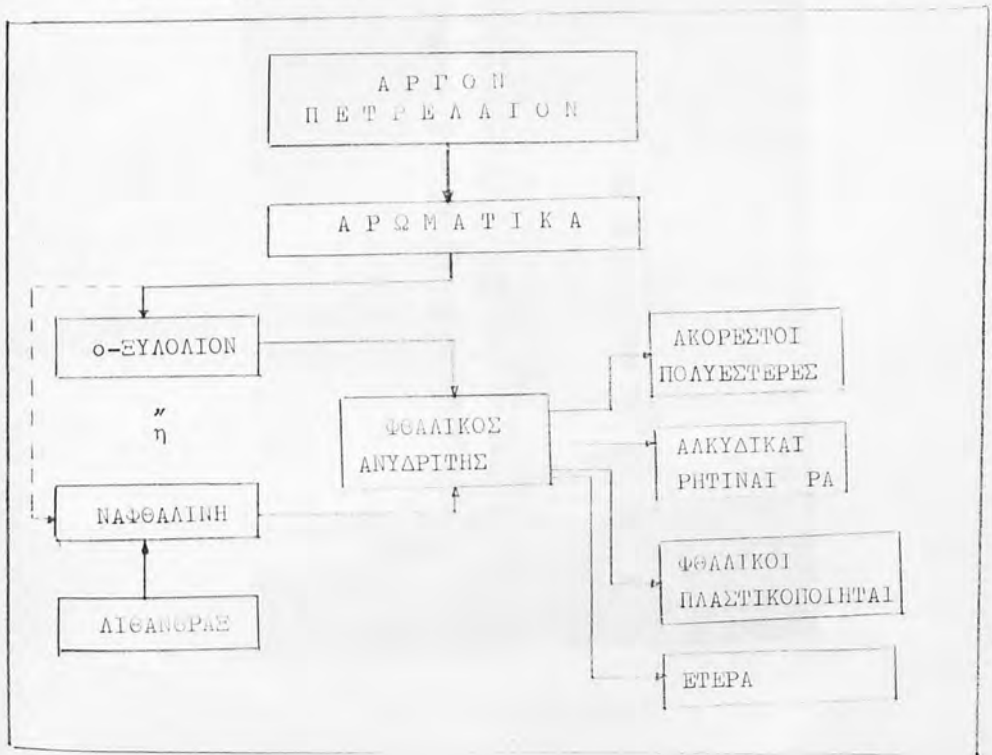 ΑΡΓΟΝ
ΠΕΤΡΕΛΑΙΟΝ
ΑΡΩΜΑΤΙΚΑ
ο-ΞΥΛΟΛΙΟΝ
ἤ
ΝΑΦΘΑΛΙΝΗ
ΛΙΘΑΝΘΡΑΞ
ΦΘΑΛΙΚΟΣ
ΑΝΥΔΡΙΤΗΣ
ΑΚΟΡΕΣΤΟΙ
ΠΟΛΥΕΣΤΕΡΕΣ
ΑΛΚΥΔΙΚΑΙ
ΡΗΤΙΝΑΙ ΡΑ
ΦΘΑΛΙΚΟΙ
ΠΛΑΣΤΙΚΟΠΟΙΗΤΑΙ
ΕΤΕΡΑ